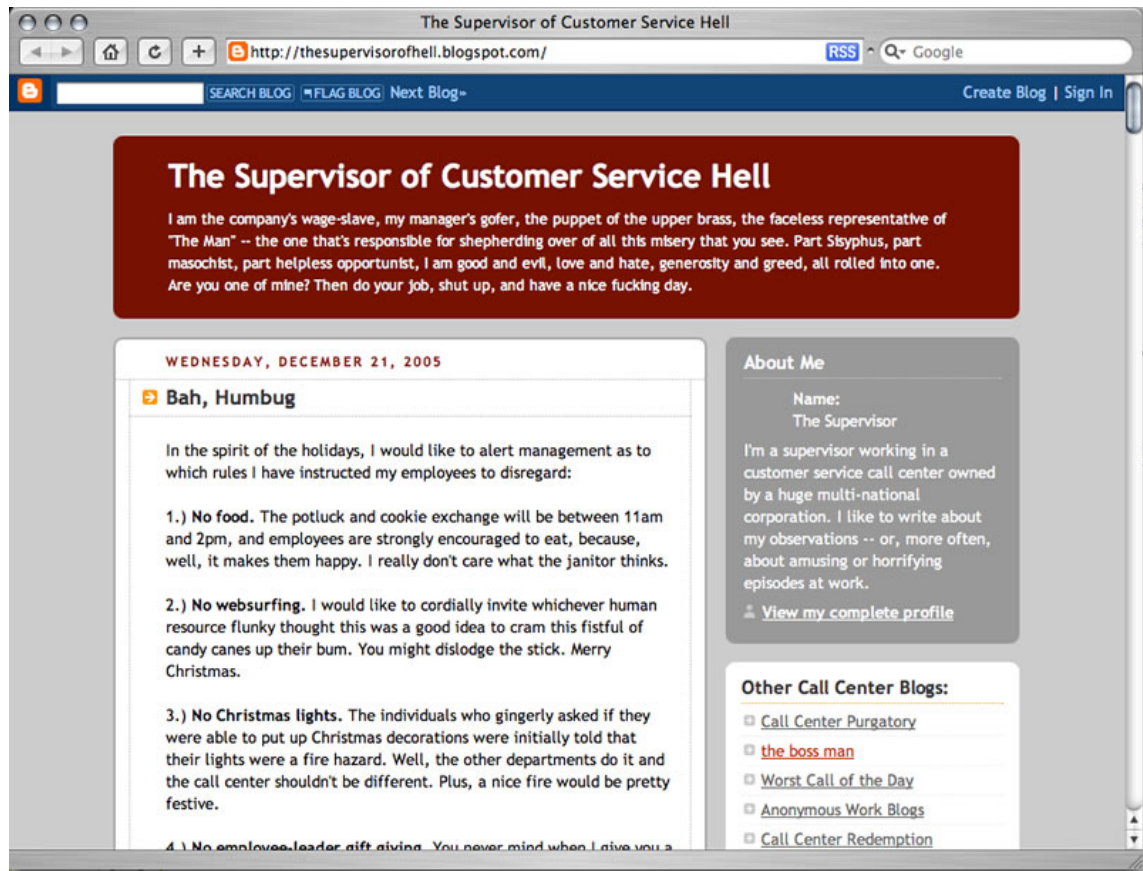 The Supervisor of Customer Service Hell
http://thesupervisorofhell.blogspot.com/
RSS
Google
SEARCH BLOG FLAG BLOG Next Blog»
Create Blog | Sign In
The Supervisor of Customer Service Hell
I am the company's wage-slave, my manager's gofer, the puppet of the upper brass, the faceless representative of
"The Man" -- the one that's responsible for shepherding over of all this misery that you see. Part Sisyphus, part
masochist, part helpless opportunist, I am good and evil, love and hate, generosity and greed, all rolled into one.
Are you one of mine? Then do your job, shut up, and have a nice fucking day.
WEDNESDAY, DECEMBER 21, 2005
Bah, Humbug
In the spirit of the holidays, I would like to alert management as to
which rules I have instructed my employees to disregard:
1.) No food. The potluck and cookie exchange will be between 11am
and 2pm, and employees are strongly encouraged to eat, because,
well, it makes them happy. I really don't care what the janitor thinks.
2.) No websurfing. I would like to cordially invite whichever human
resource flunky thought this was a good idea to cram this fistful of
candy canes up their bum. You might dislodge the stick. Merry
Christmas.
3.) No Christmas lights. The individuals who gingerly asked if they
were able to put up Christmas decorations were initially told that
their lights were a fire hazard. Well, the other departments do it and
the call center shouldn't be different. Plus, a nice fire would be pretty
festive.
4.) No employee-leader gift giving. You never mind when I give you a
About Me
Name:
The Supervisor
I'm a supervisor working in a
customer service call center owned
by a huge multi-national
corporation. I like to write about
my observations -- or, more often,
about amusing or horrifying
episodes at work.
View my complete profile
Other Call Center Blogs:
Call Center Purgatory
the boss man
Worst Call of the Day
Anonymous Work Blogs
Call Center Redemption